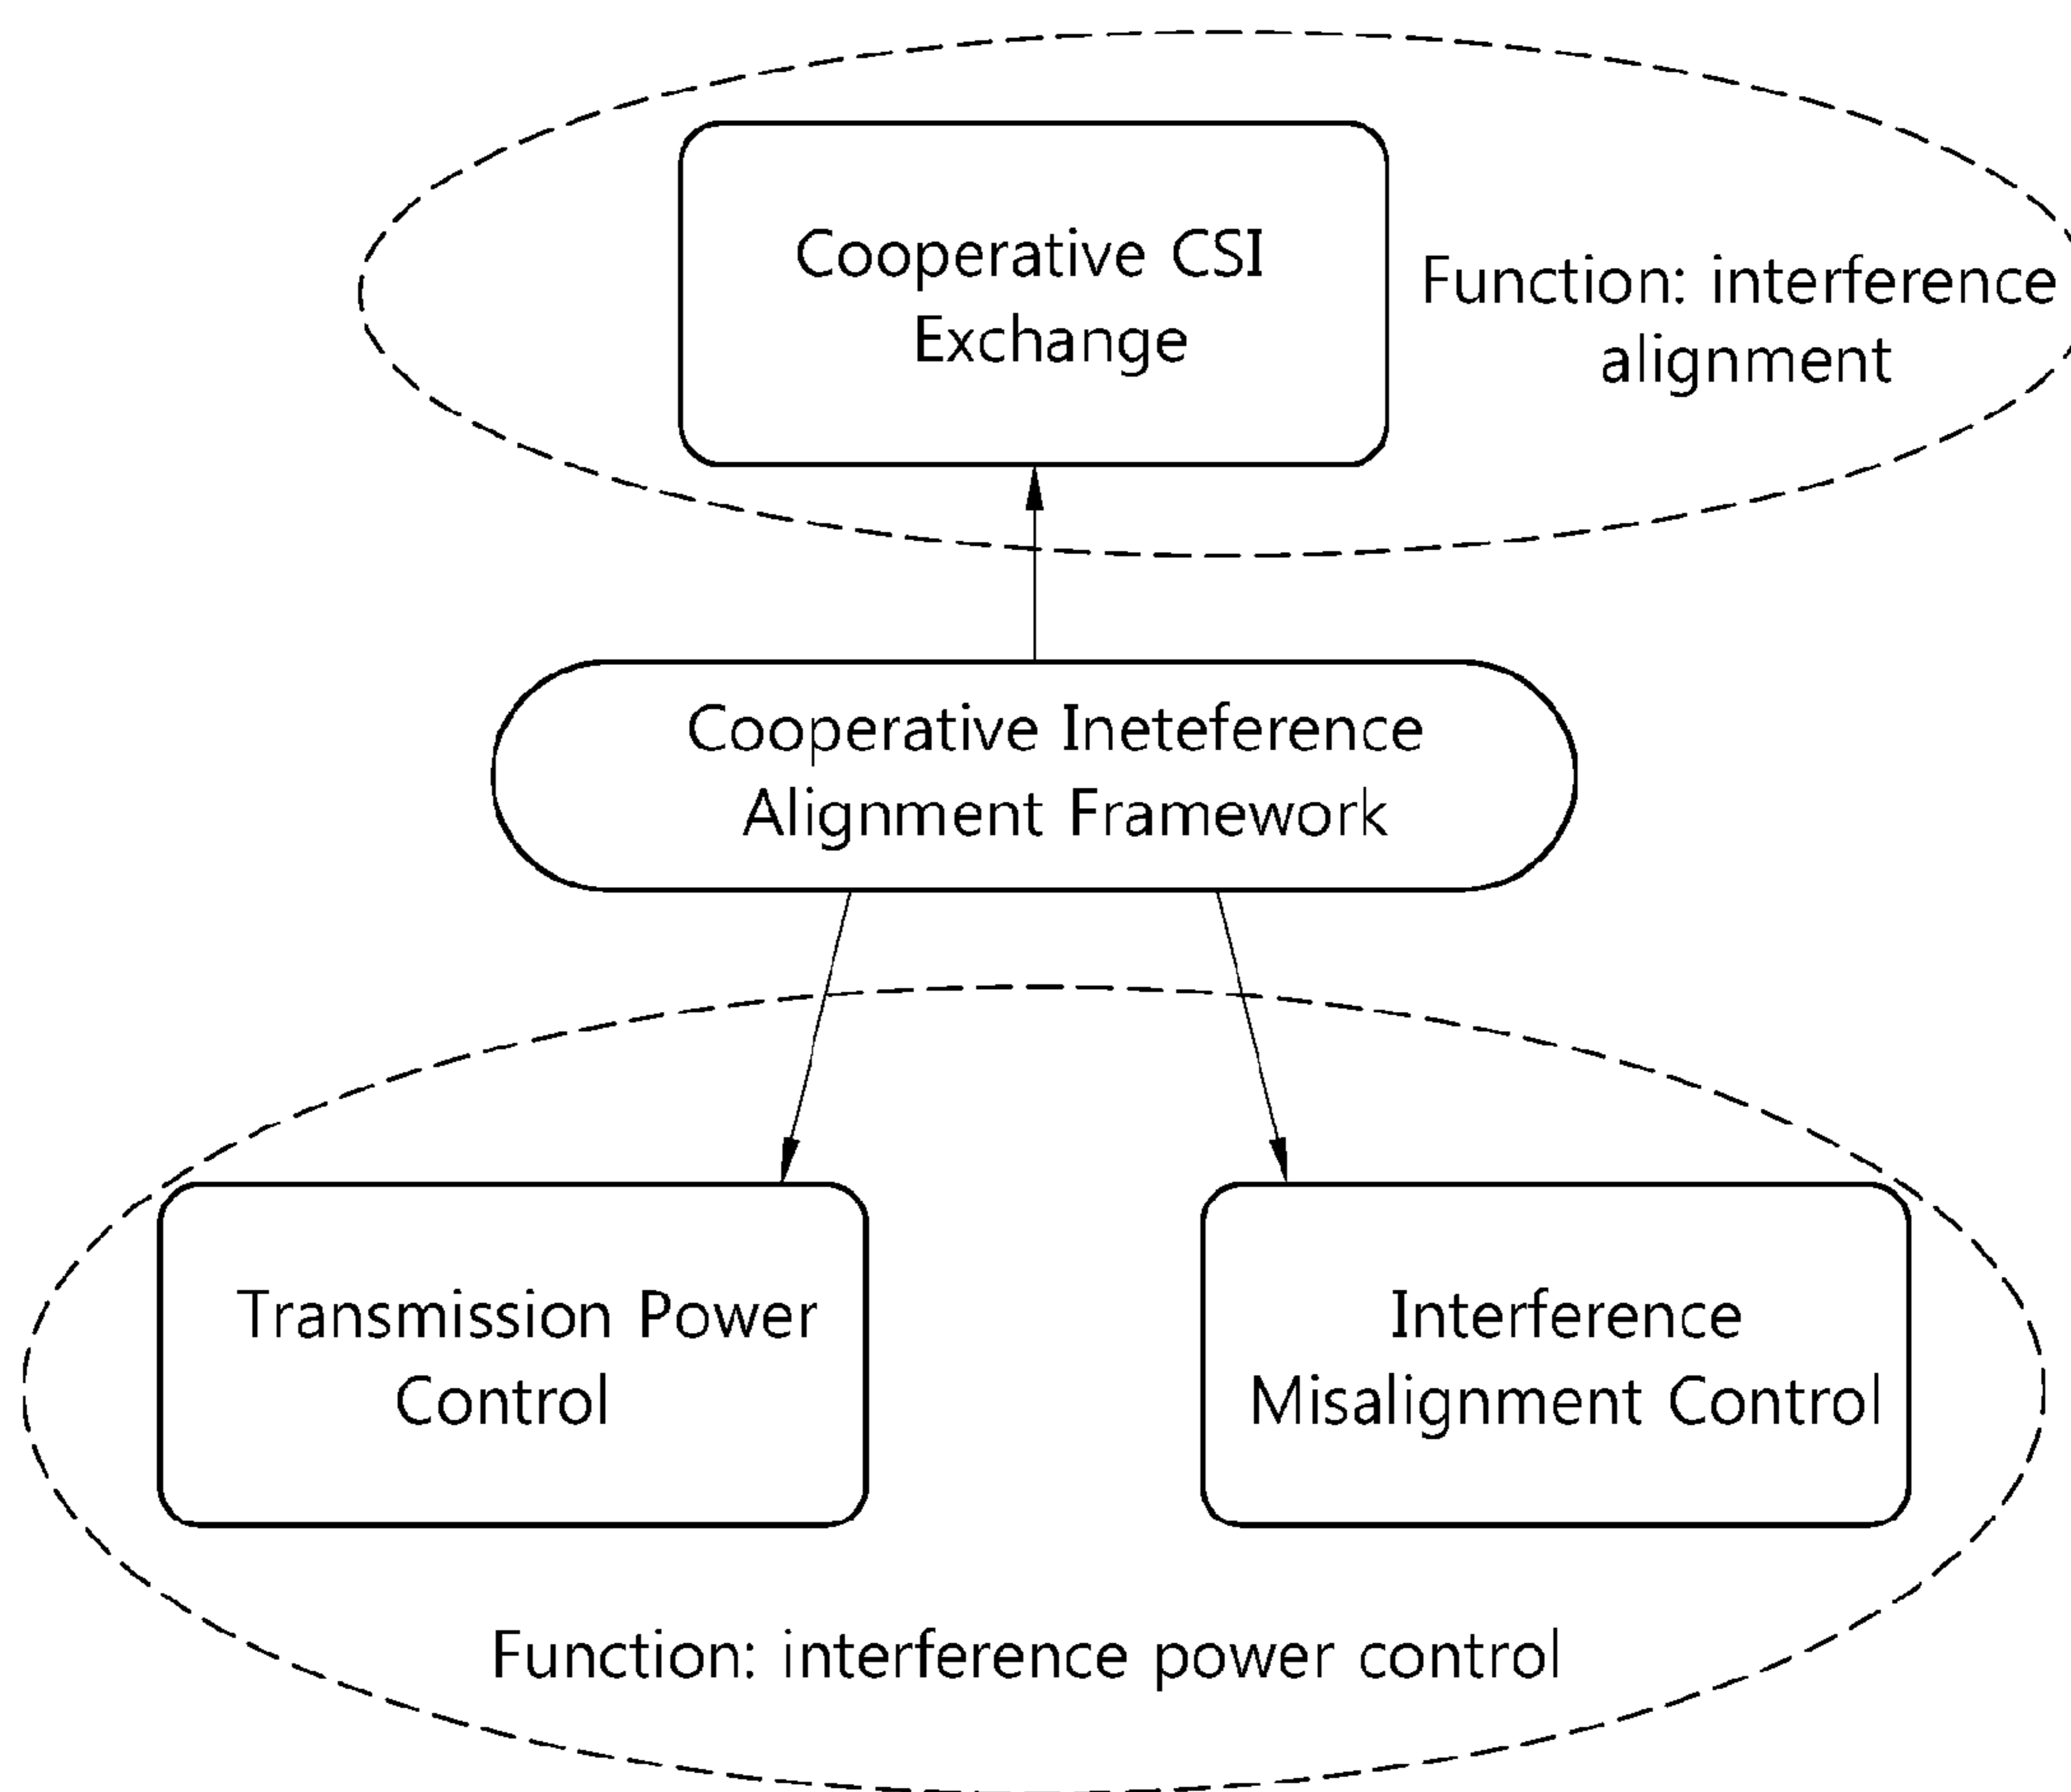 Cooperative CSI
Exchange
Function: interference
alignment
Cooperative Ineteference
Alignment Framework
Transmission Power
Control
Interference
Misalignment Control
Function: interference power control